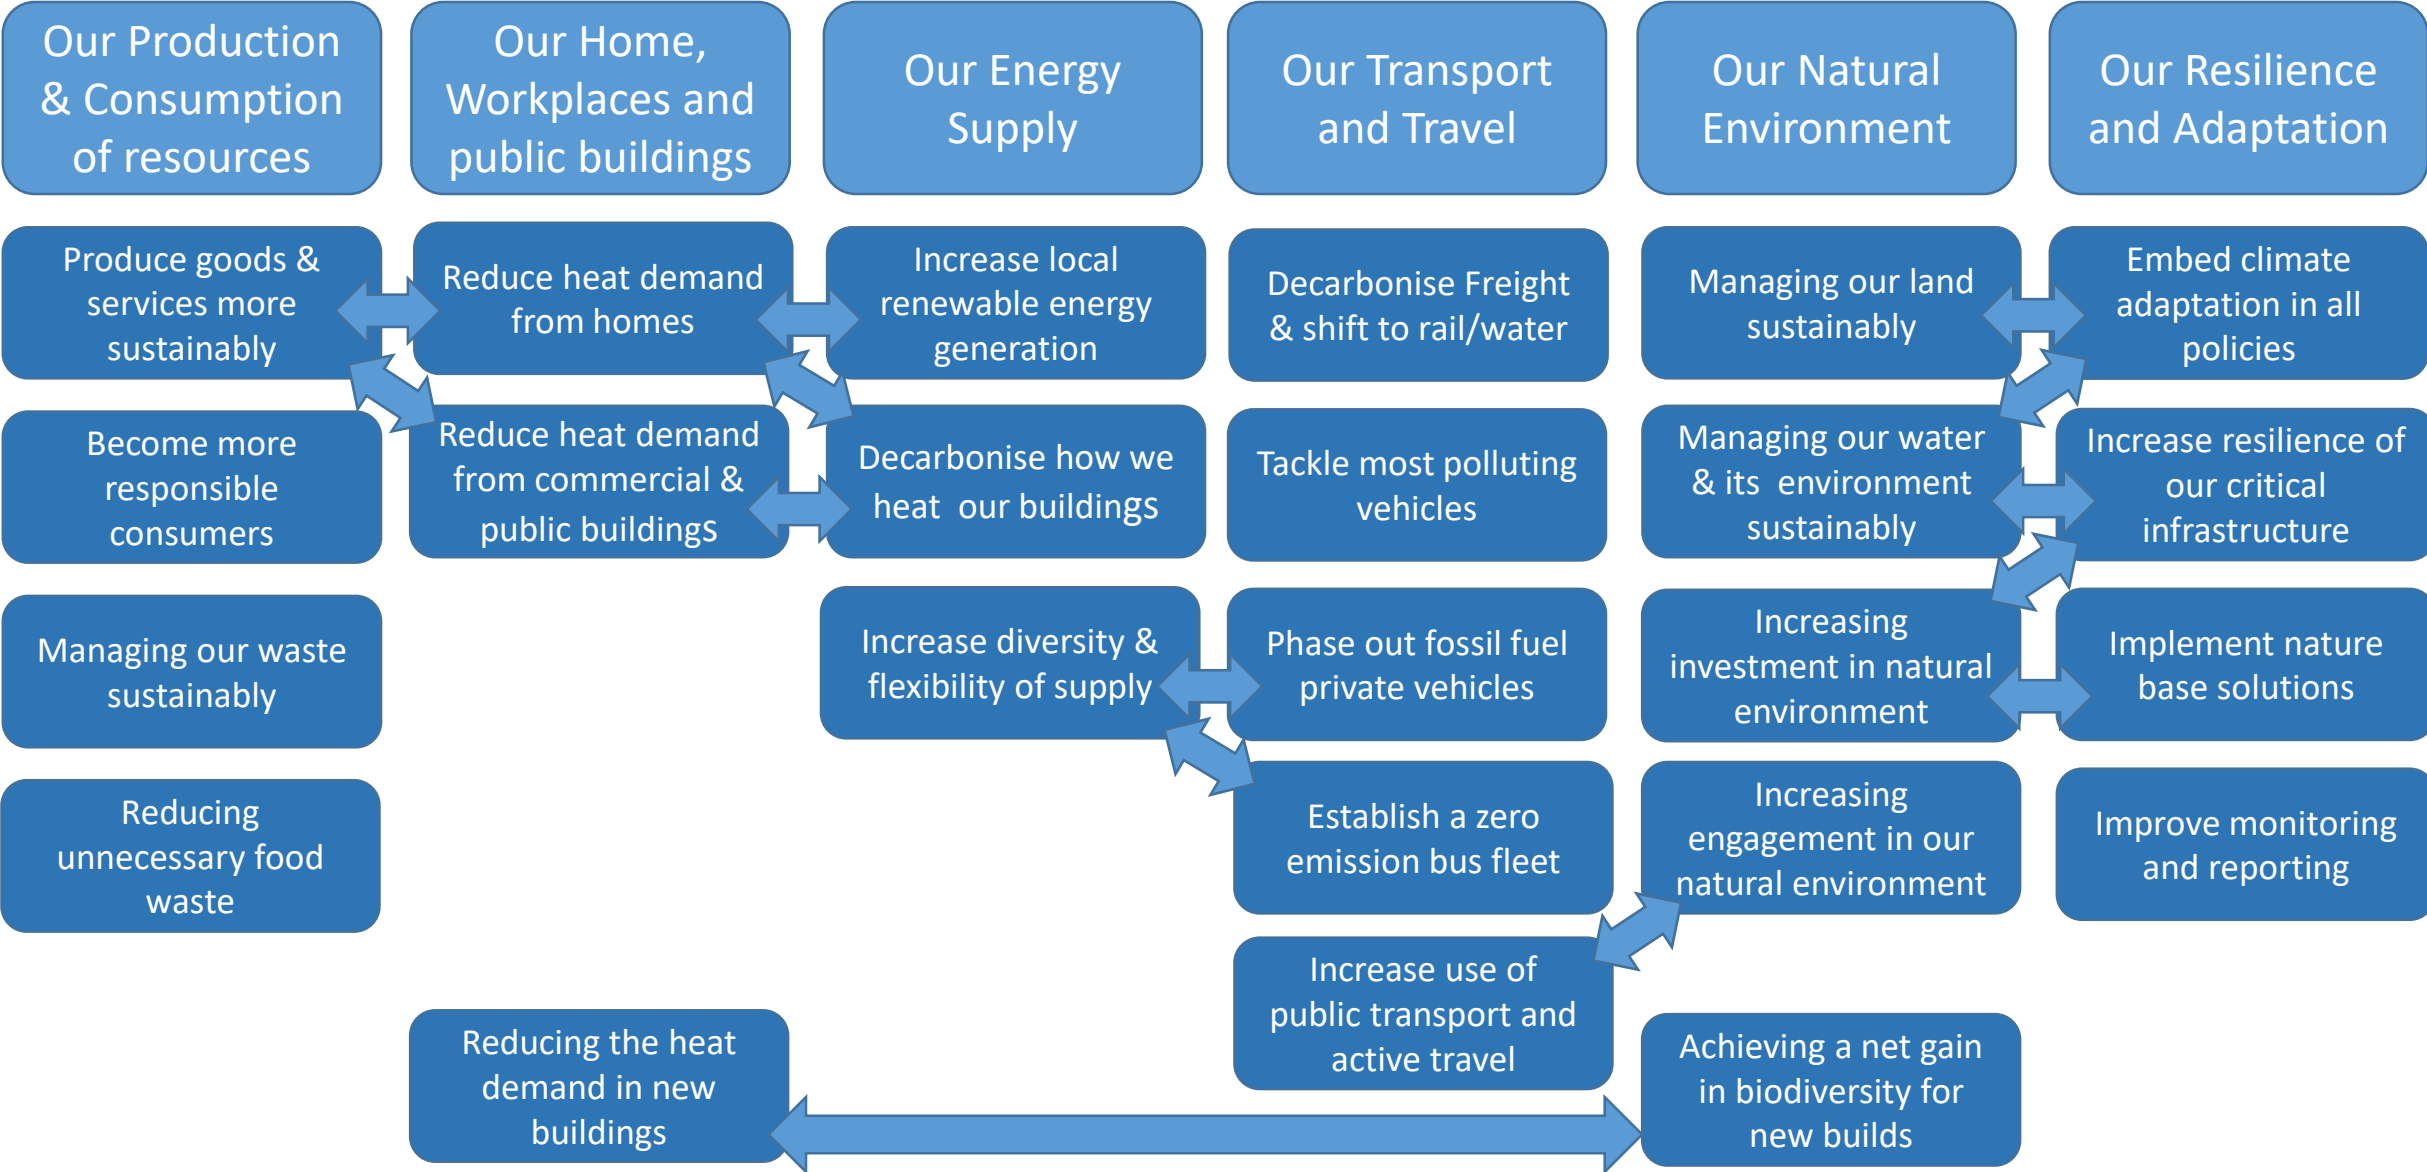 Our Production
& Consumption
of resources
Our Home,
Workplaces and
public buildings
Our Energy
Supply
Our Transport
and Travel
Our Natural
Environment
Our Resilience
and Adaptation
Produce goods &
services more
sustainably
Reduce heat demand
from homes
Increase local
renewable energy
generation
Decarbonise Freight
& shift to rail/water
Managing our land
sustainably
Embed climate
adaptation in all
policies
Become more
responsible
consumers
Reduce heat demand
from commercial &
public buildings
Decarbonise how we
heat our buildings
Tackle most polluting
vehicles
Managing our water
& its environment
sustainably
Increase resilience of
our critical
infrastructure
Managing our waste
sustainably
Increase diversity &
flexibility of supply
Phase out fossil fuel
private vehicles
Increasing
investment in natural
environment
Implement nature
base solutions
Reducing
unnecessary food
waste
Establish a zero
emission bus fleet
Increasing
engagement in our
natural environment
Improve monitoring
and reporting
Increase use of
public transport and
active travel
Reducing the heat
demand in new
buildings
Achieving a net gain
in biodiversity for
new builds